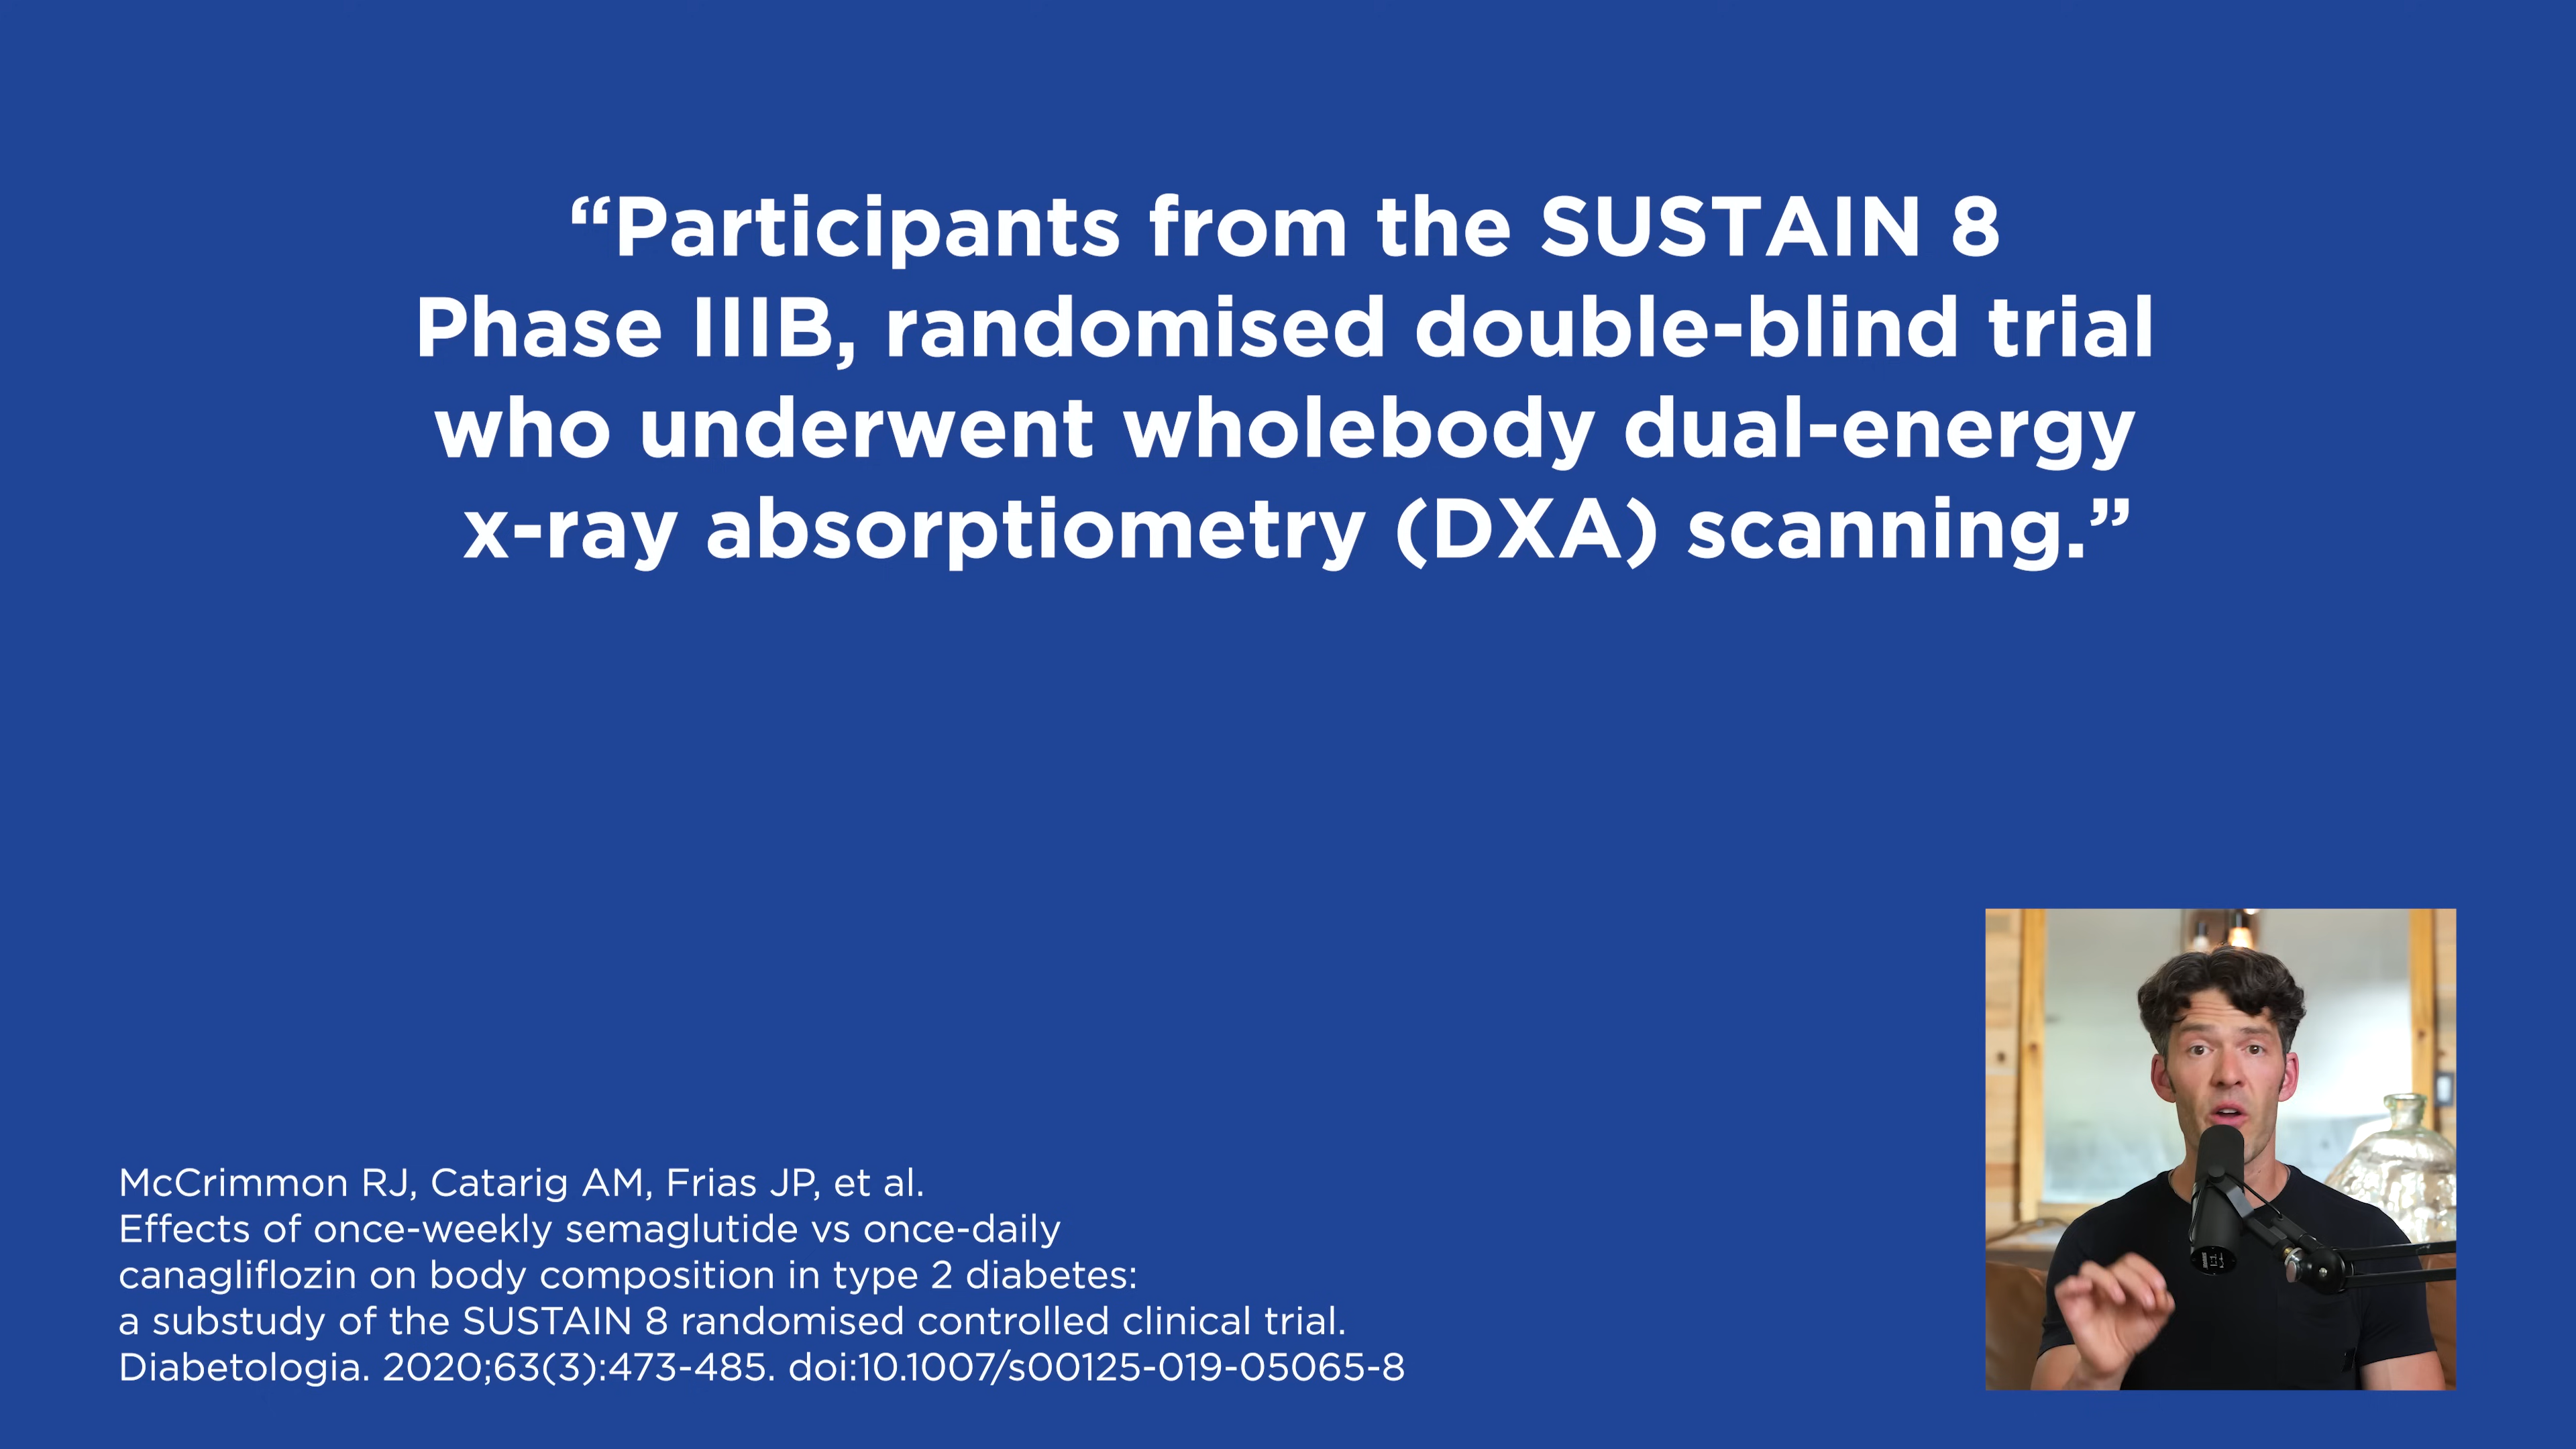 “Participants from the SUSTAIN 8
Phase IIIB, randomised double-blind trial
who underwent wholebody dual-energy
x-ray absorptiometry (DXA) scanning.”
McCrimmon RJ, Catarig AM, Frias JP, et al.
Effects of once-weekly semaglutide vs once-daily
canagliflozin on body composition in type 2 diabetes:
a substudy of the SUSTAIN 8 randomised controlled clinical trial.
Diabetologia. 2020;63(3):473-485. doi:10.1007/s00125-019-05065-8